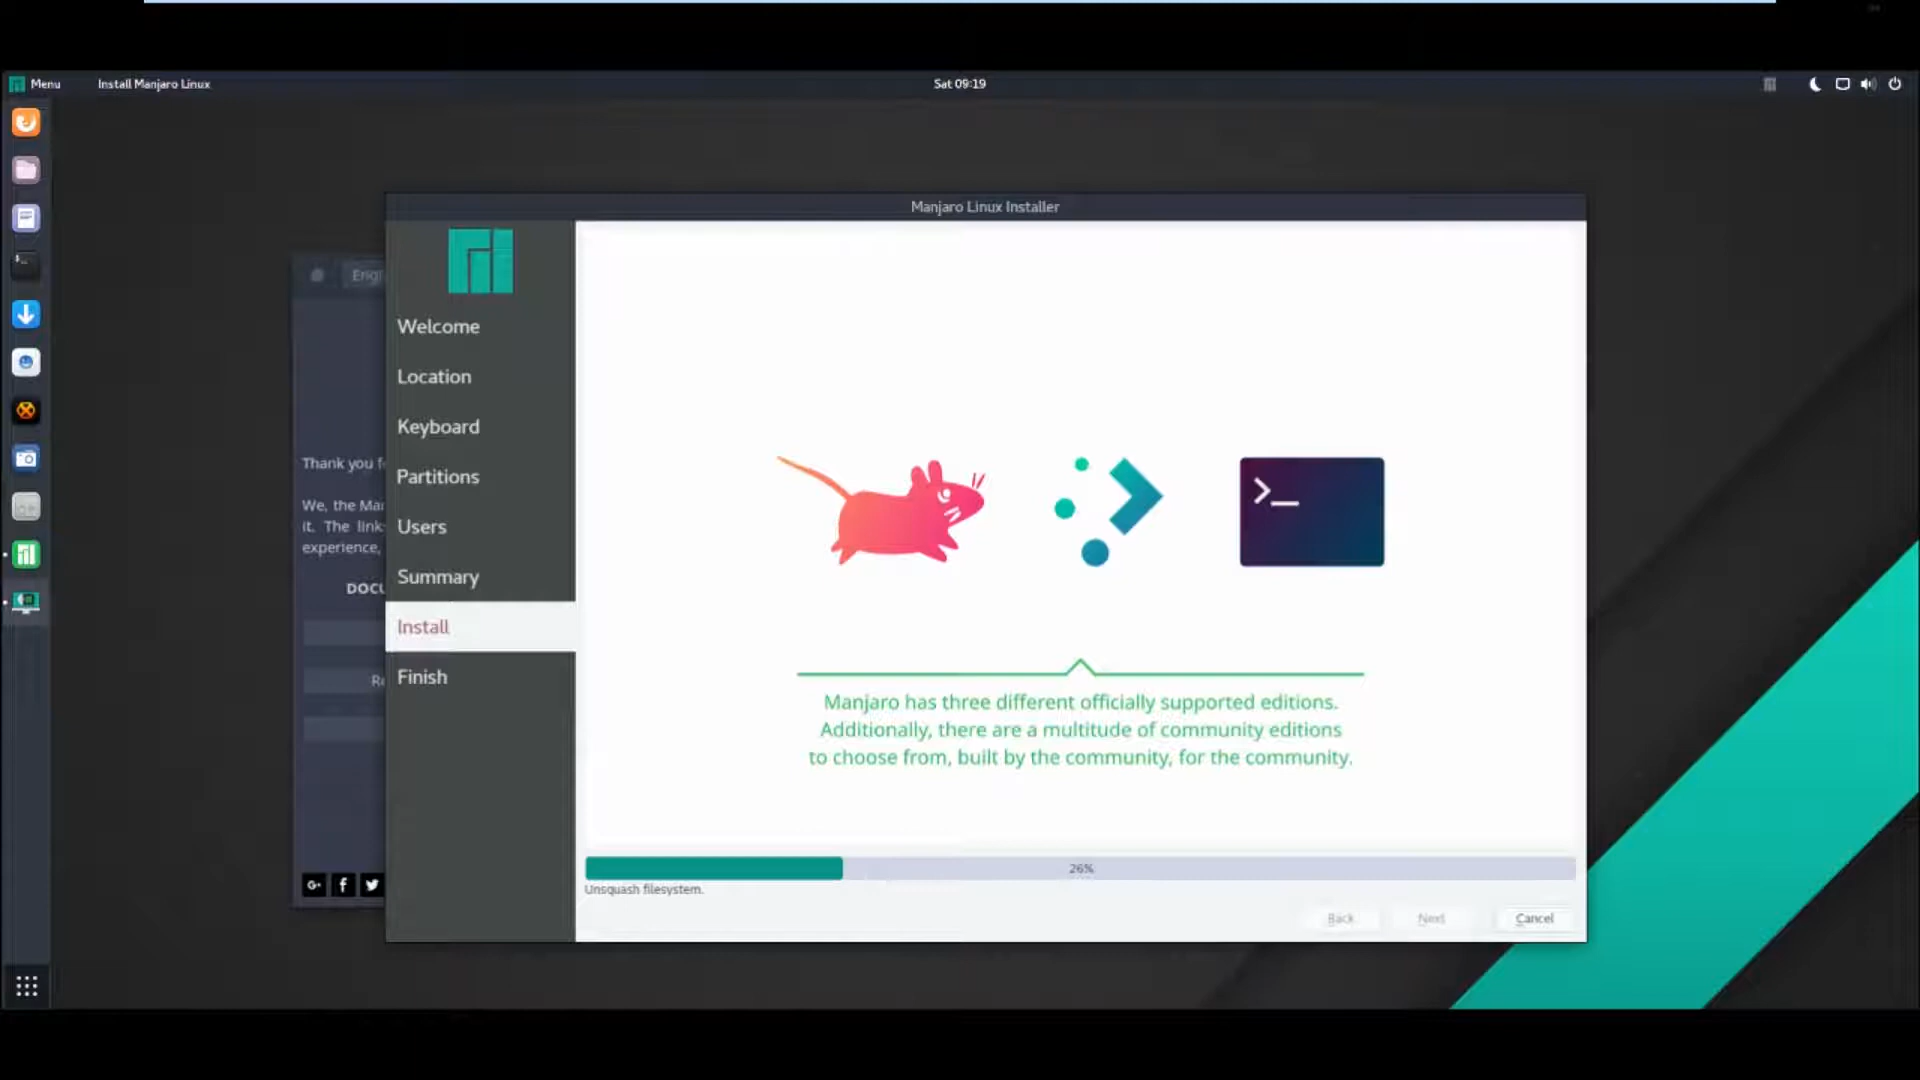 Menu
Install Manjaro Linux
Sat 09:19
Manjaro Linux Installer
Welcome
Location
Keyboard
Partitions
Users
Summary
Install
Finish
Thank you f
We, the Ma
it. The link
experience,
DOCU
Manjaro has three different officially supported editions.
Additionally, there are a multitude of community editions
to choose from, built by the community, for the community.
26%
Unsquash filesystem.
Back
Next
Cancel